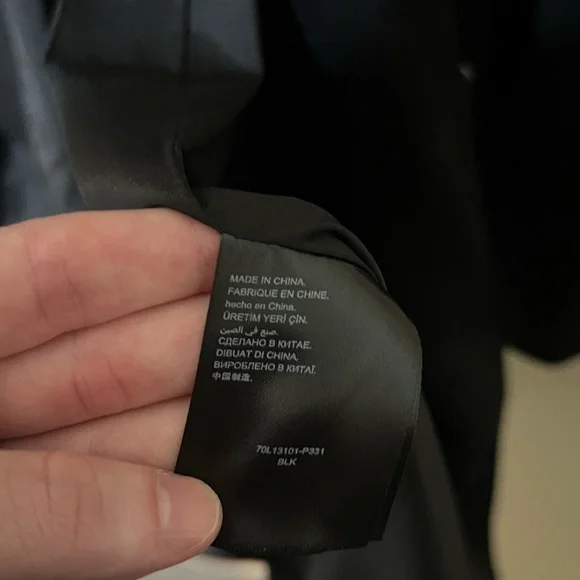 MADE IN CHINA.
FABRIQUE EN CHINE.
hecho en China.
ÜRETİM YERİ ÇİN.
صنع في الصين.
СДЕЛАНО В КИТАЕ.
DIBUAT DI CHINA.
ВИРОБЛЕНО В КИТАЇ.
中国制造。
70L13101-P331
BLK